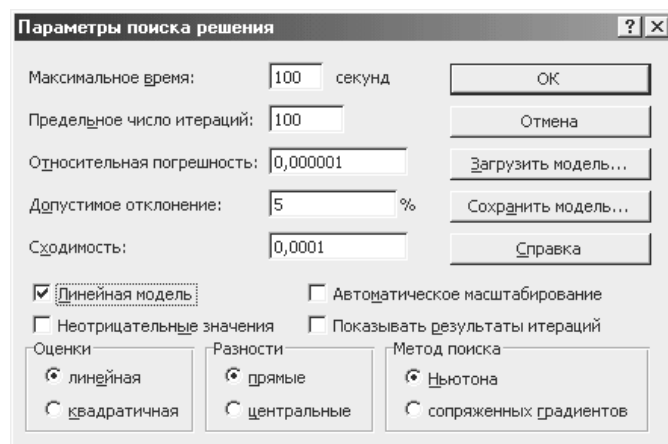 Параметры поиска решения
Максимальное время: 100 секунд ОК
Предельное число итераций: 100 Отмена
Относительная погрешность: 0,000001 Загрузить модель...
Допустимое отклонение: 5 % Сохранить модель...
Сходимость: 0,0001 Справка
Линейная модель Автоматическое масштабирование
Неотрицательные значения Показывать результаты итераций
Оценки Разности Метод поиска
линейная прямые Ньютона
квадратичная центральные сопряженных градиентов